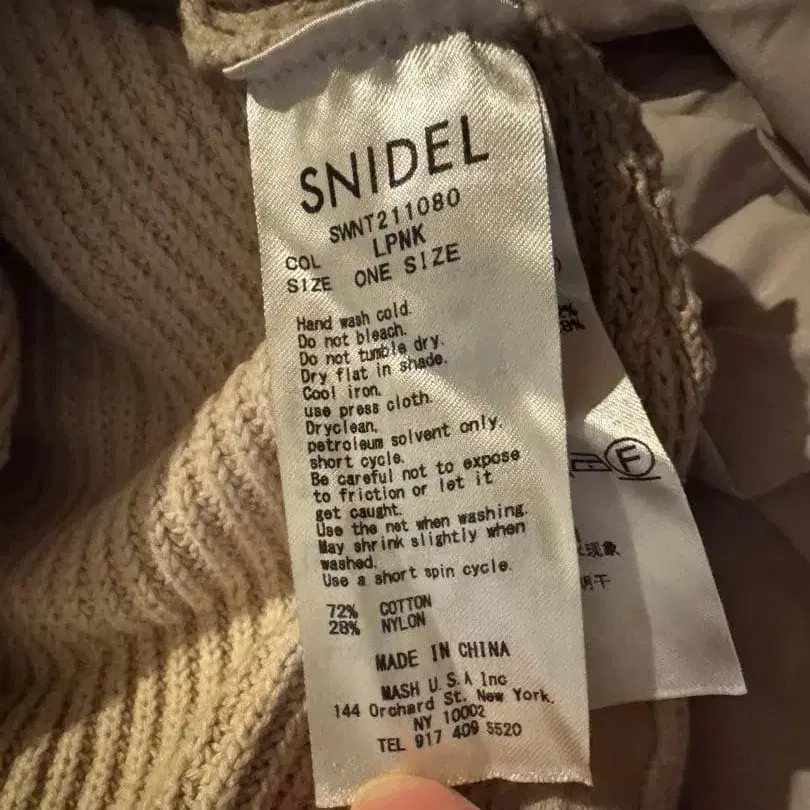 SNIDEL
SWNT211080
COL LPNK
SIZE ONE SIZE
Hand wash cold.
Do not bleach.
Do not tumble dry.
Dry flat in shade.
Cool iron.
use press cloth.
Dryclean.
petroleum solvent only.
short cycle.
Be careful not to expose
to friction or let it
get caught.
Use the net when washing.
May shrink slightly when
washed.
Use a short spin cycle.
72% COTTON
28% NYLON
MADE IN CHINA
MASH U.S.A Inc
144 Orchard St. New York.
NY 10002
TEL 917 409 5520
F
现象